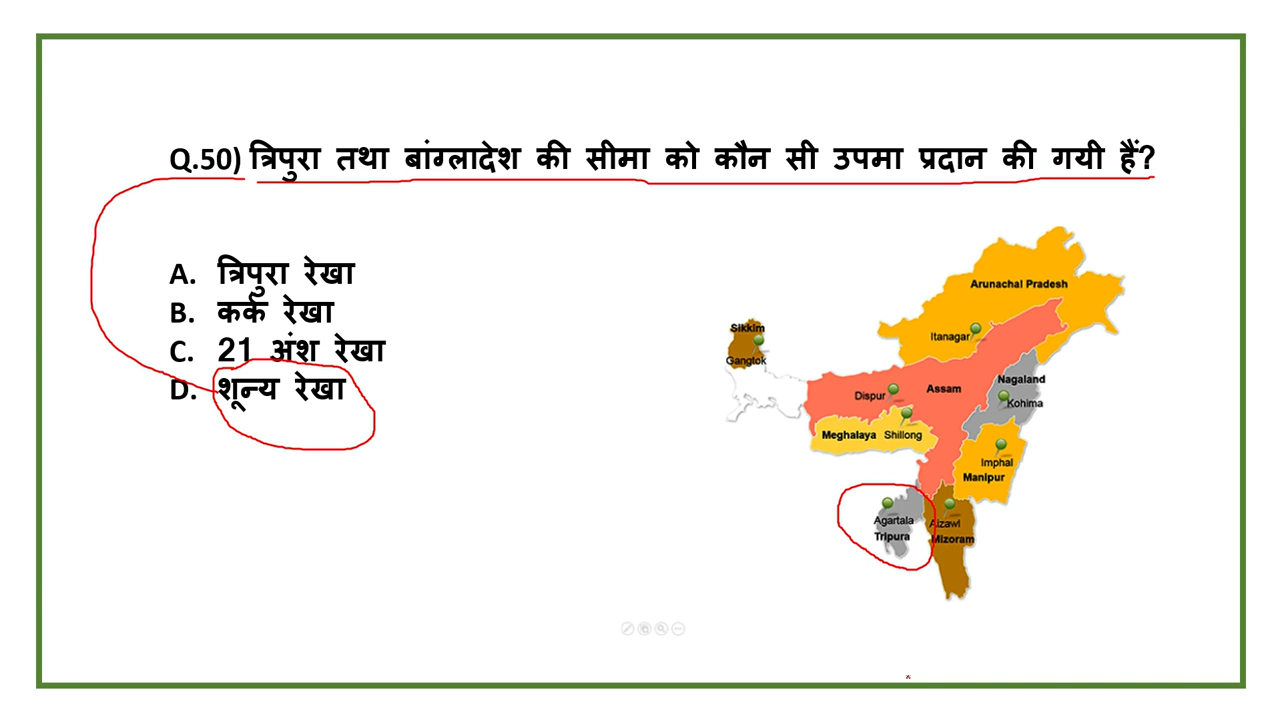 Q.50) त्रिपुरा तथा बांग्लादेश की सीमा को कौन सी उपमा प्रदान की गयी हैं?
A. त्रिपुरा रेखा
B. कर्क रेखा
C. 21 अंश रेखा
D. शून्य रेखा
Arunachal Pradesh
Itanagar
Sikkim
Gangtok
Nagaland
Kohima
Assam
Dispur
Meghalaya Shillong
Imphal
Manipur
Agartala
Tripura
Aizawl
Mizoram